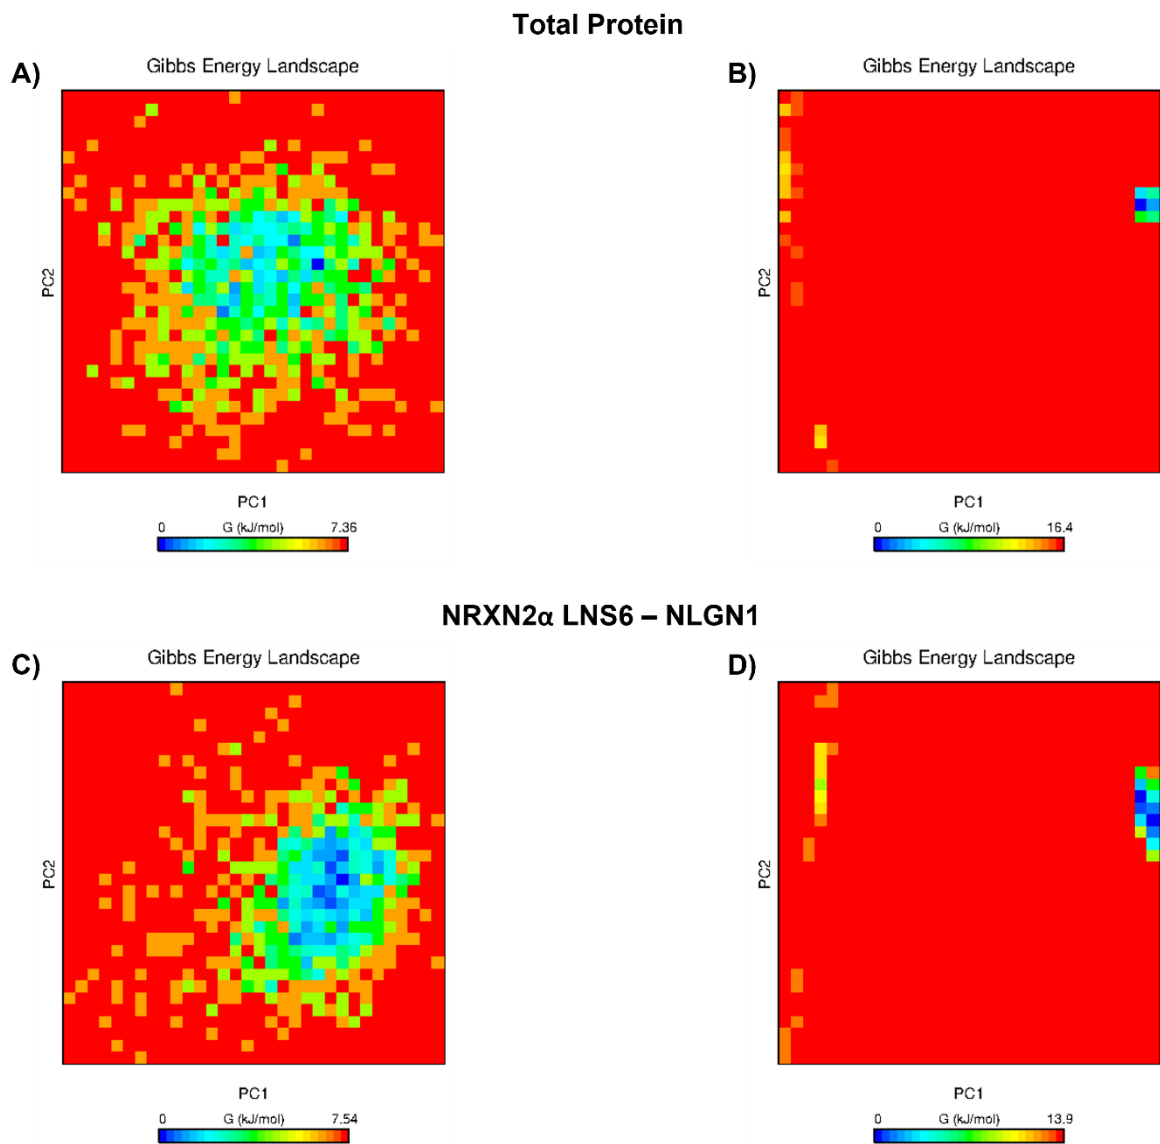 Total Protein
A)
Gibbs Energy Landscape
PC2
PC1
0 G (kJ/mol) 7.36
B)
Gibbs Energy Landscape
PC2
PC1
0 G (kJ/mol) 16.4
NRXN2α LNS6 – NLGN1
C)
Gibbs Energy Landscape
PC2
PC1
0 G (kJ/mol) 7.54
D)
Gibbs Energy Landscape
PC2
PC1
0 G (kJ/mol) 13.9